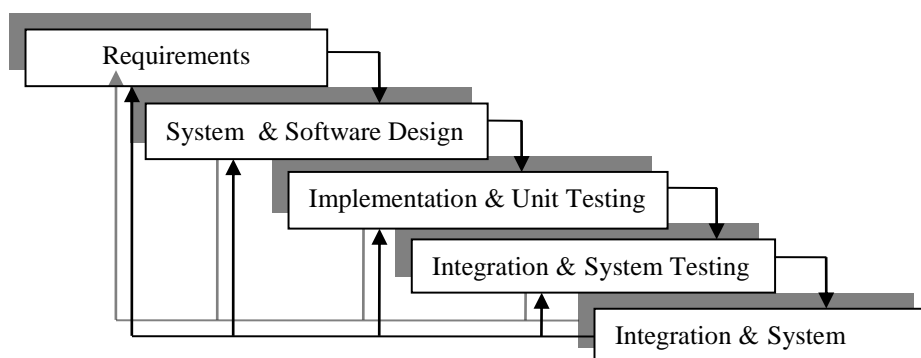 Requirements
System & Software Design
Implementation & Unit Testing
Integration & System Testing
Integration & System